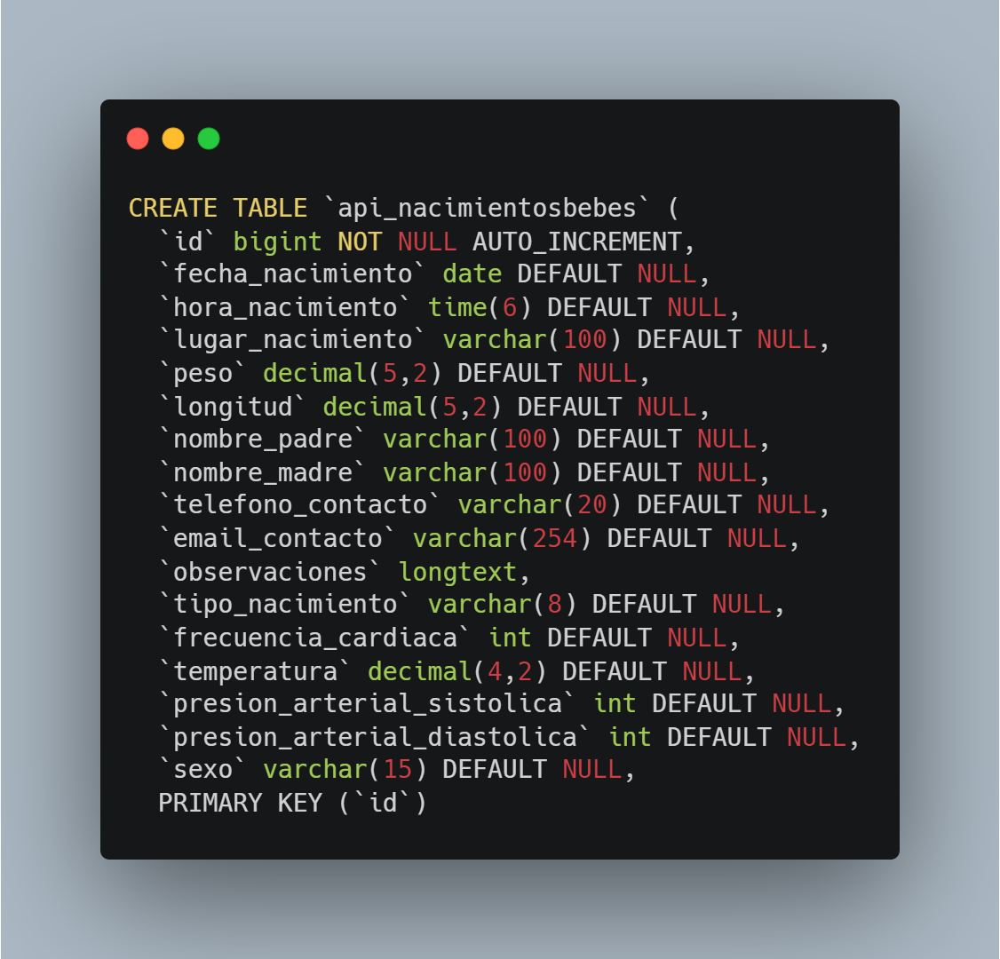 CREATE TABLE `api_nacimientosbebes` (
  `id` bigint NOT NULL AUTO_INCREMENT,
  `fecha_nacimiento` date DEFAULT NULL,
  `hora_nacimiento` time(6) DEFAULT NULL,
  `lugar_nacimiento` varchar(100) DEFAULT NULL,
  `peso` decimal(5,2) DEFAULT NULL,
  `longitud` decimal(5,2) DEFAULT NULL,
  `nombre_padre` varchar(100) DEFAULT NULL,
  `nombre_madre` varchar(100) DEFAULT NULL,
  `telefono_contacto` varchar(20) DEFAULT NULL,
  `email_contacto` varchar(254) DEFAULT NULL,
  `observaciones` longtext,
  `tipo_nacimiento` varchar(8) DEFAULT NULL,
  `frecuencia_cardiaca` int DEFAULT NULL,
  `temperatura` decimal(4,2) DEFAULT NULL,
  `presion_arterial_sistolica` int DEFAULT NULL,
  `presion_arterial_diastolica` int DEFAULT NULL,
  `sexo` varchar(15) DEFAULT NULL,
  PRIMARY KEY (`id`)